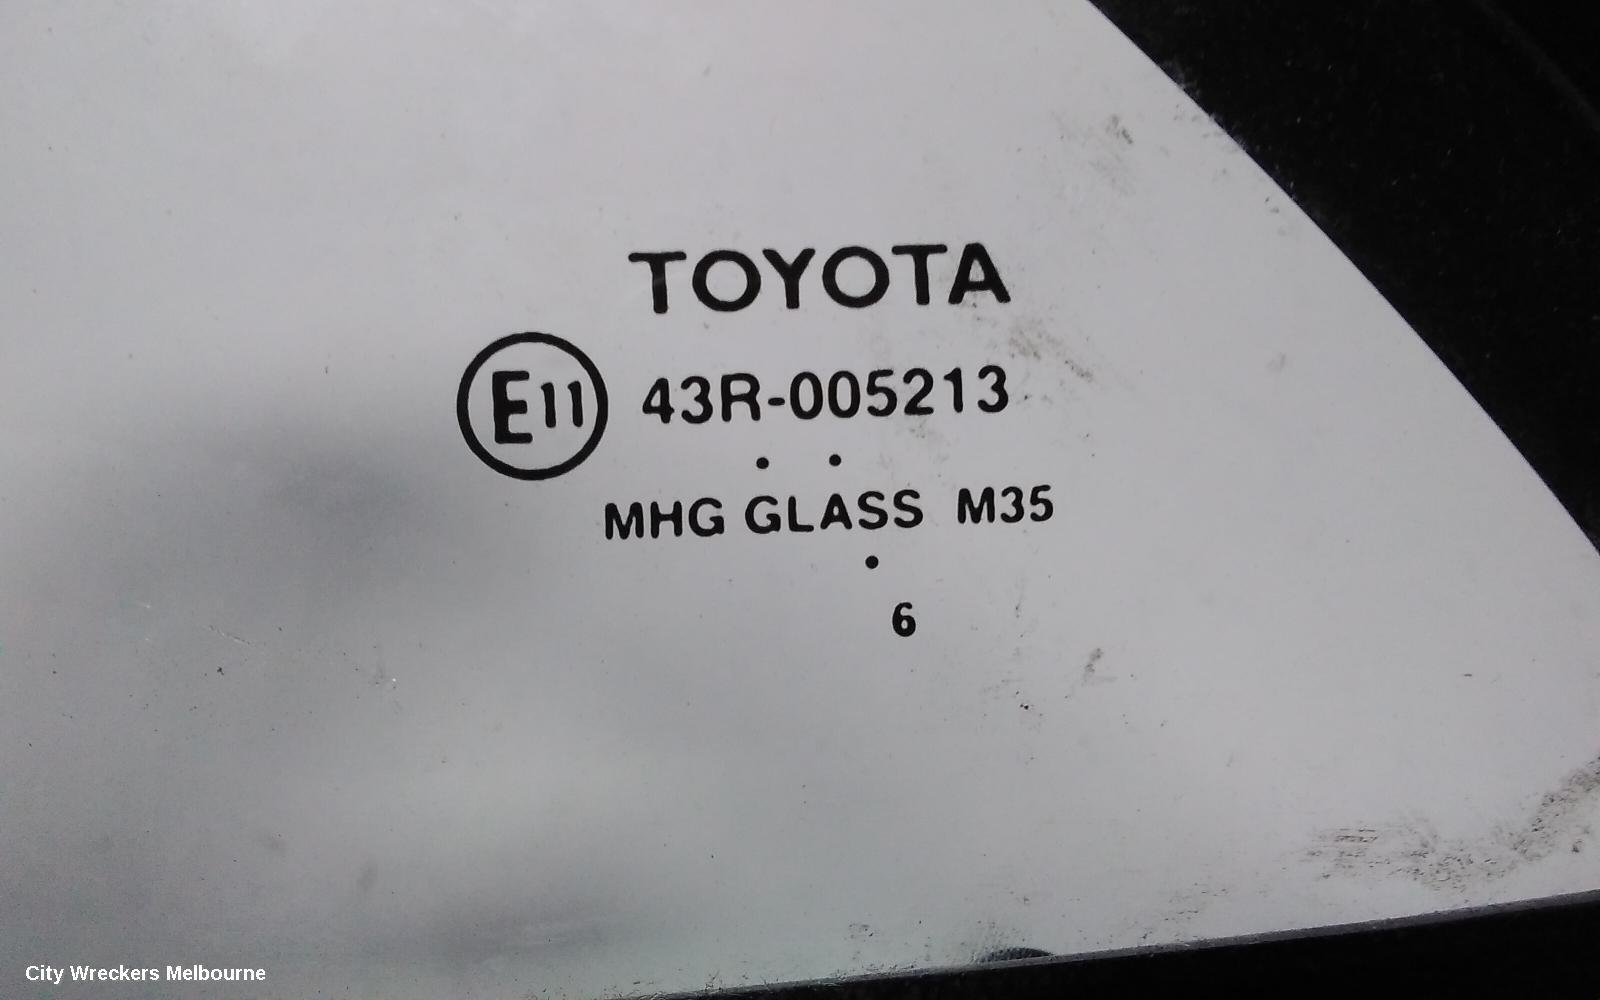 TOYOTA
E11 43R-005213
. .
MHG GLASS M35
.
6
City Wreckers Melbourne